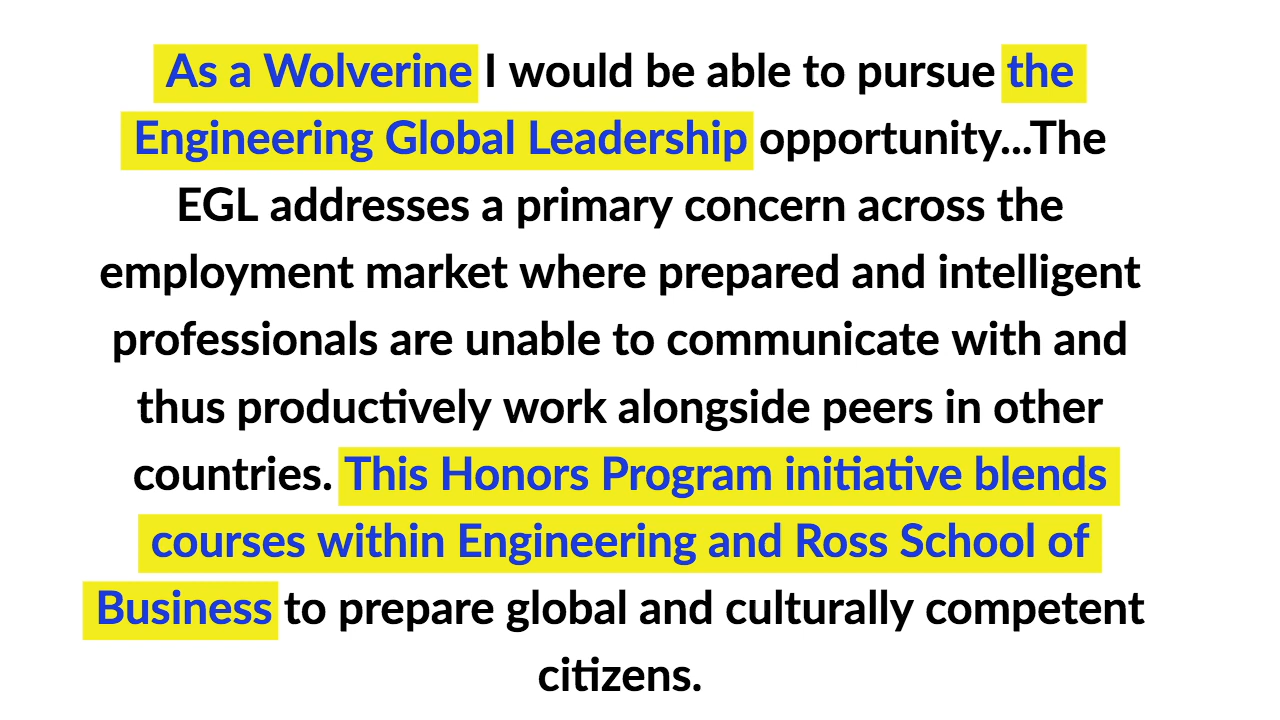 As a Wolverine I would be able to pursue the
Engineering Global Leadership opportunity...The
EGL addresses a primary concern across the
employment market where prepared and intelligent
professionals are unable to communicate with and
thus productively work alongside peers in other
countries. This Honors Program initiative blends
courses within Engineering and Ross School of
Business to prepare global and culturally competent
citizens.